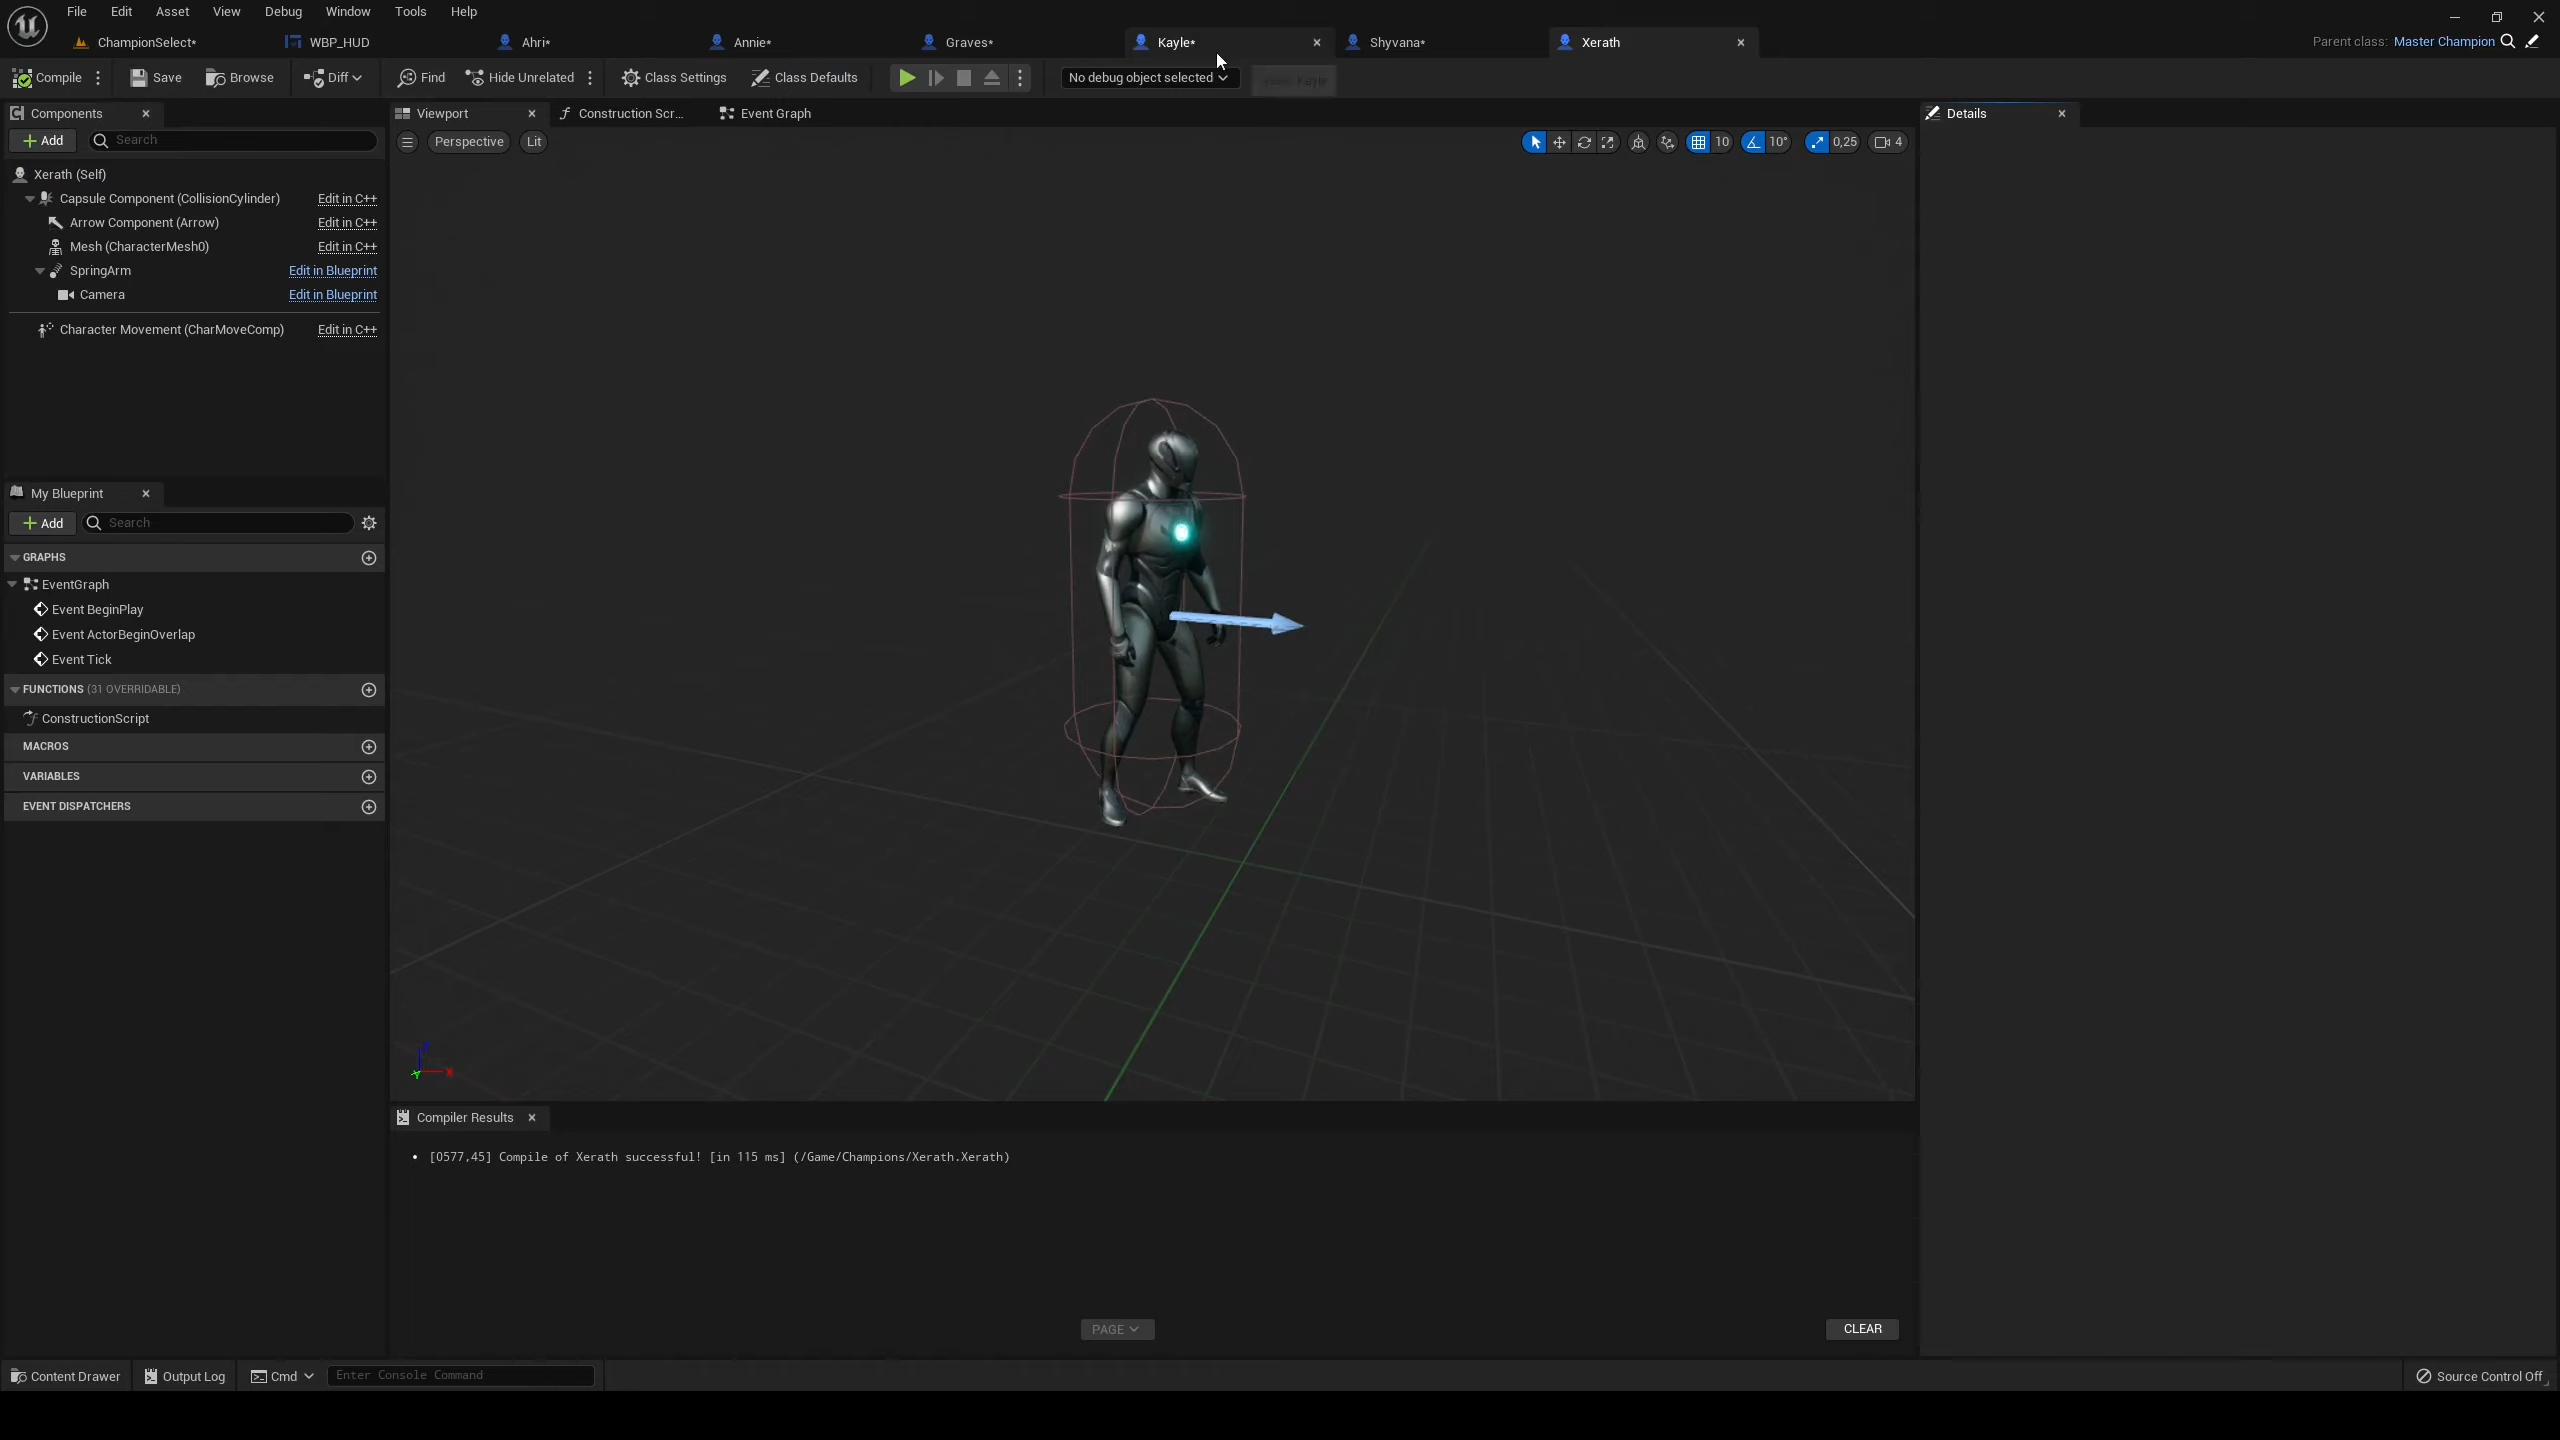 File Edit Asset View Debug Window Tools Help
ChampionSelect* WBP_HUD Ahri* Annie* Graves* Kayle* Shyvana* Xerath
Parent class: Master Champion
Compile Save Browse Diff Find Hide Unrelated Class Settings Class Defaults No debug object selected
Components
Add Search
Xerath (Self)
Capsule Component (CollisionCylinder) Edit in C++
Arrow Component (Arrow) Edit in C++
Mesh (CharacterMesh0) Edit in C++
SpringArm Edit in Blueprint
Camera Edit in Blueprint
Character Movement (CharMoveComp) Edit in C++
My Blueprint
Add Search
GRAPHS
EventGraph
Event BeginPlay
Event ActorBeginOverlap
Event Tick
FUNCTIONS (31 OVERRIDABLE)
ConstructionScript
MACROS
VARIABLES
EVENT DISPATCHERS
Viewport Construction Scr... Event Graph
Perspective Lit 10 10° 0,25 4
Z
X
Y
Compiler Results
• [0577,45] Compile of Xerath successful! [in 115 ms] (/Game/Champions/Xerath.Xerath)
PAGE CLEAR
Details
Content Drawer Output Log Cmd Enter Console Command Source Control Off